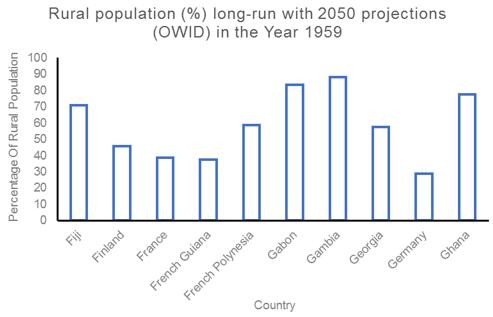 Rural population (%) long-run with 2050 projections
(OWID) in the Year 1959
Percentage Of Rural Population
100
90
80
70
60
50
40
30
20
10
0
Fiji
Finland
France
French Guiana
French Polynesia
Gabon
Gambia
Georgia
Germany
Ghana
Country